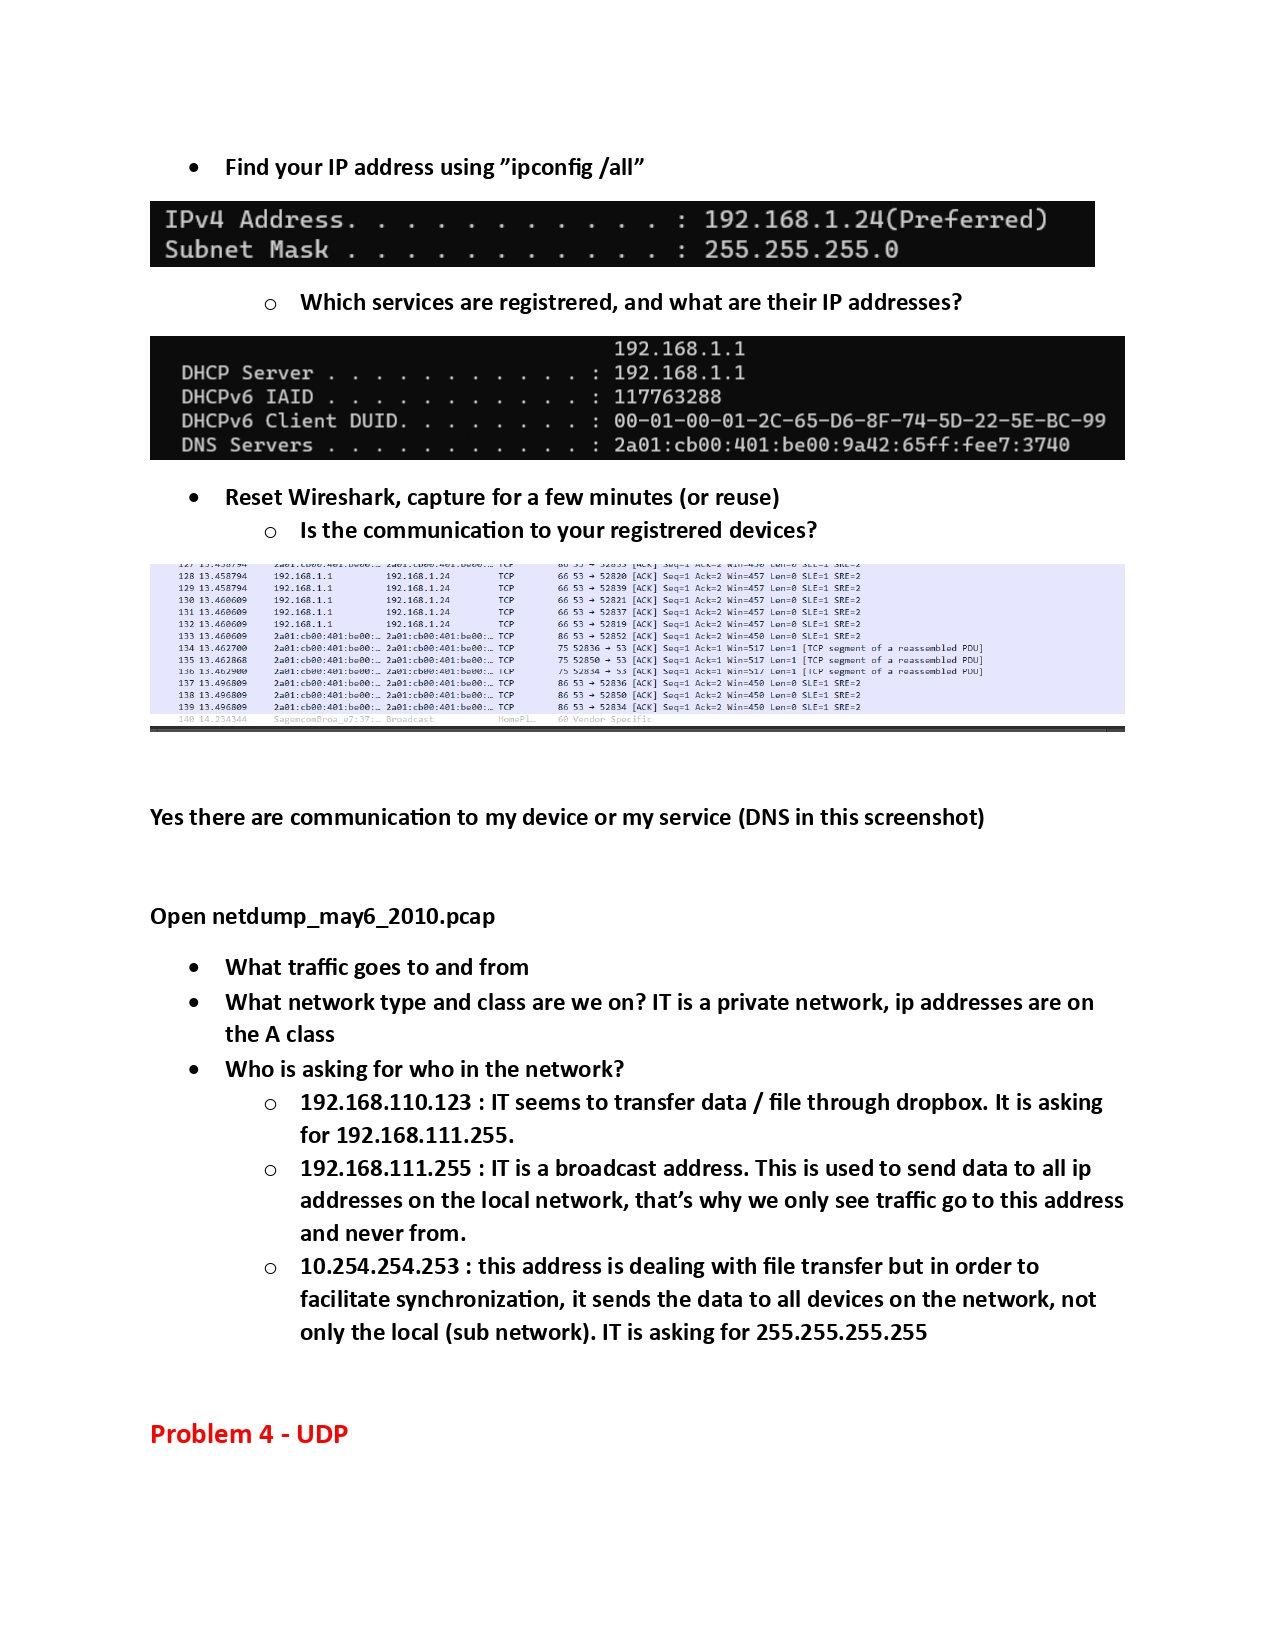 • Find your IP address using ”ipconfig /all”
IPv4 Address. . . . . . . . . . . . : 192.168.1.24(Preferred)
Subnet Mask . . . . . . . . . . . . : 255.255.255.0
o Which services are registrered, and what are their IP addresses?
192.168.1.1
DHCP Server . . . . . . . . . . . : 192.168.1.1
DHCPv6 IAID . . . . . . . . . . . : 117763288
DHCPv6 Client DUID. . . . . . . . : 00-01-00-01-2C-65-D6-8F-74-5D-22-5E-BC-99
DNS Servers . . . . . . . . . . . : 2a01:cb00:401:be00:9a42:65ff:fee7:3740
• Reset Wireshark, capture for a few minutes (or reuse)
o Is the communication to your registrered devices?
128 13.458794 192.168.1.1 192.168.1.24 TCP 66 53 → 52820 [ACK] Seq=1 Ack=2 Win=457 Len=0 SLE=1 SRE=2
129 13.458794 192.168.1.1 192.168.1.24 TCP 66 53 → 52839 [ACK] Seq=1 Ack=2 Win=457 Len=0 SLE=1 SRE=2
130 13.460609 192.168.1.1 192.168.1.24 TCP 66 53 → 52821 [ACK] Seq=1 Ack=2 Win=457 Len=0 SLE=1 SRE=2
131 13.460609 192.168.1.1 192.168.1.24 TCP 66 53 → 52837 [ACK] Seq=1 Ack=2 Win=457 Len=0 SLE=1 SRE=2
132 13.460609 192.168.1.1 192.168.1.24 TCP 66 53 → 52819 [ACK] Seq=1 Ack=2 Win=457 Len=0 SLE=1 SRE=2
133 13.460609 2a01:cb00:401:be00:… 2a01:cb00:401:be00:… TCP 86 53 → 52852 [ACK] Seq=1 Ack=2 Win=450 Len=0 SLE=1 SRE=2
134 13.462700 2a01:cb00:401:be00:… 2a01:cb00:401:be00:… TCP 75 52836 → 53 [ACK] Seq=1 Ack=1 Win=517 Len=1 [TCP segment of a reassembled PDU]
135 13.462868 2a01:cb00:401:be00:… 2a01:cb00:401:be00:… TCP 75 52850 → 53 [ACK] Seq=1 Ack=1 Win=517 Len=1 [TCP segment of a reassembled PDU]
136 13.462900 2a01:cb00:401:be00:… 2a01:cb00:401:be00:… TCP 75 52834 → 53 [ACK] Seq=1 Ack=1 Win=517 Len=1 [TCP segment of a reassembled PDU]
137 13.496809 2a01:cb00:401:be00:… 2a01:cb00:401:be00:… TCP 86 53 → 52836 [ACK] Seq=1 Ack=2 Win=450 Len=0 SLE=1 SRE=2
138 13.496809 2a01:cb00:401:be00:… 2a01:cb00:401:be00:… TCP 86 53 → 52850 [ACK] Seq=1 Ack=2 Win=450 Len=0 SLE=1 SRE=2
139 13.496809 2a01:cb00:401:be00:… 2a01:cb00:401:be00:… TCP 86 53 → 52834 [ACK] Seq=1 Ack=2 Win=450 Len=0 SLE=1 SRE=2
140 14.234344 SagemcomBroa_e7:37:… Broadcast HomePl… 60 Vendor Specific
Yes there are communication to my device or my service (DNS in this screenshot)
Open netdump_may6_2010.pcap
• What traffic goes to and from
• What network type and class are we on? IT is a private network, ip addresses are on
the A class
• Who is asking for who in the network?
o 192.168.110.123 : IT seems to transfer data / file through dropbox. It is asking
for 192.168.111.255.
o 192.168.111.255 : IT is a broadcast address. This is used to send data to all ip
addresses on the local network, that’s why we only see traffic go to this address
and never from.
o 10.254.254.253 : this address is dealing with file transfer but in order to
facilitate synchronization, it sends the data to all devices on the network, not
only the local (sub network). IT is asking for 255.255.255.255
Problem 4 - UDP